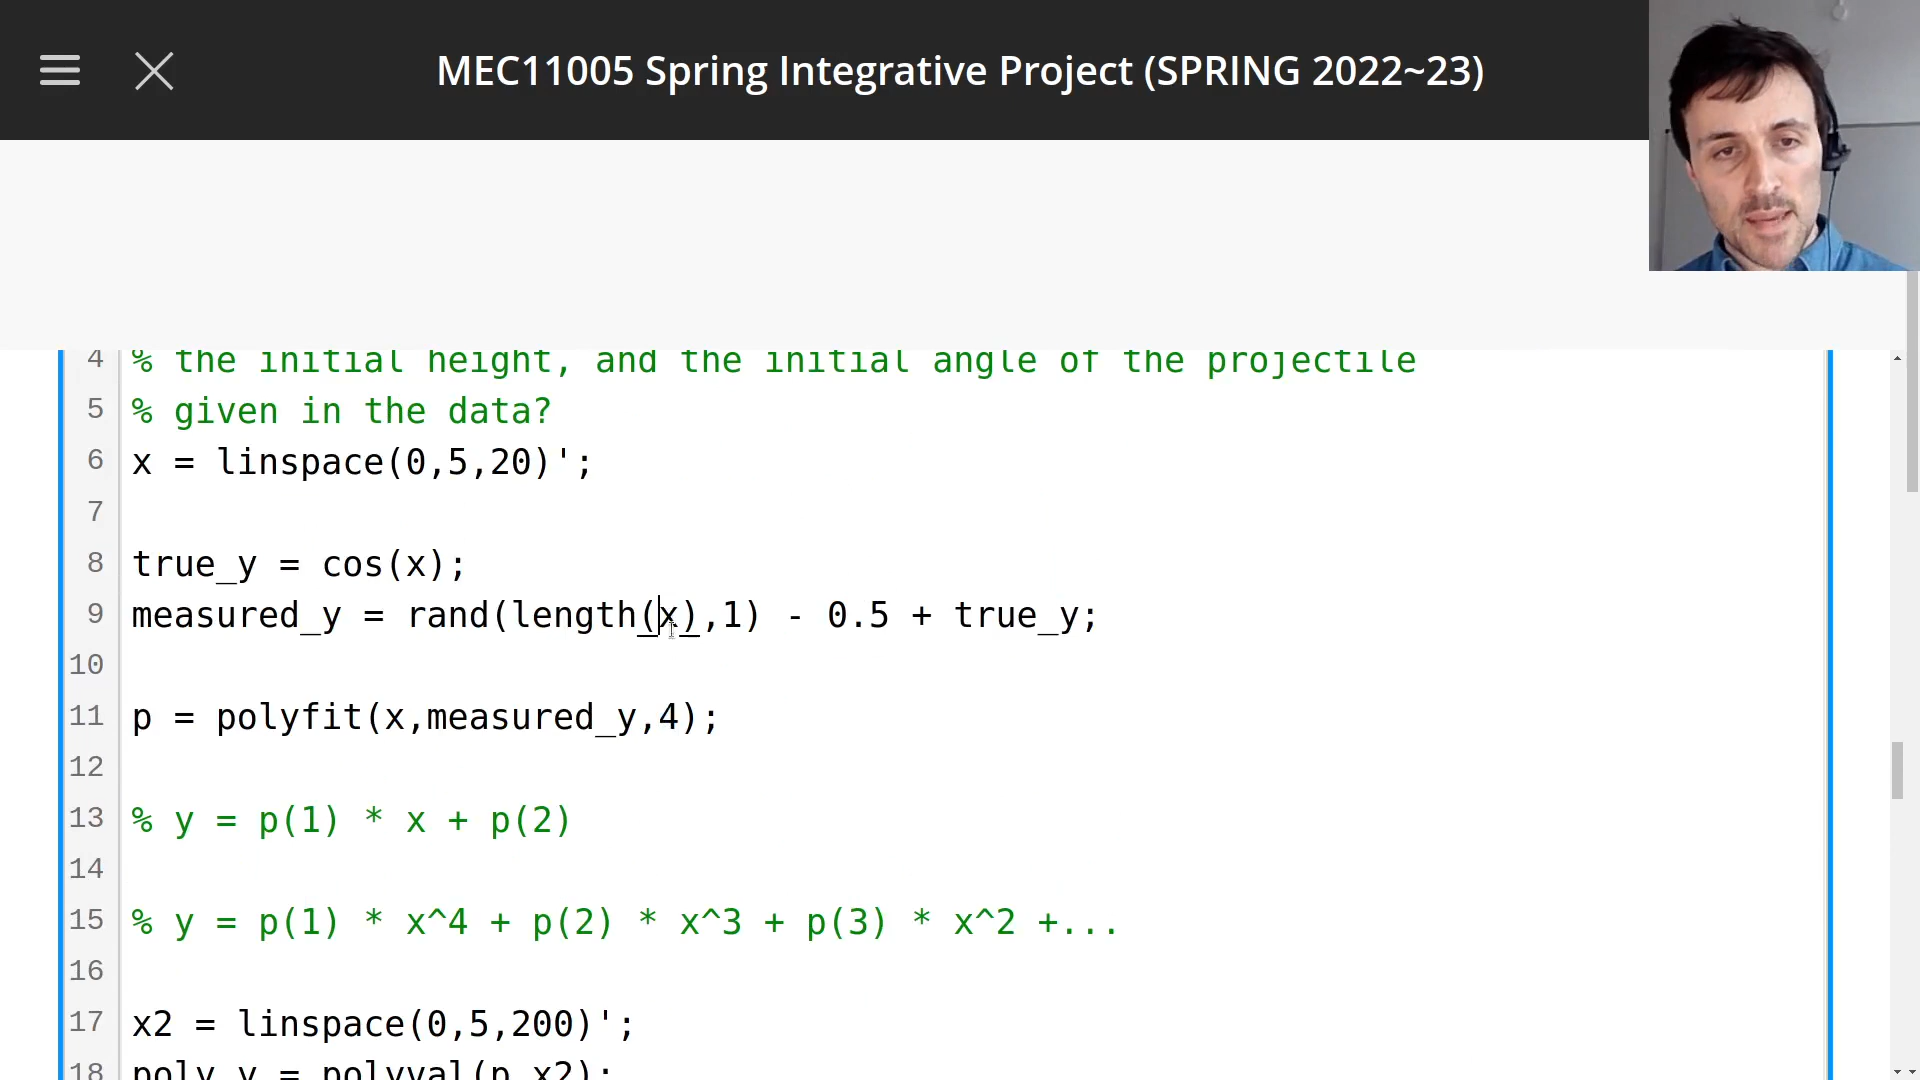 MEC11005 Spring Integrative Project (SPRING 2022~23)
4 % the initial height, and the initial angle of the projectile
5 % given in the data?
6 x = linspace(0,5,20)';
7
8 true_y = cos(x);
9 measured_y = rand(length(x),1) - 0.5 + true_y;
10
11 p = polyfit(x,measured_y,4);
12
13 % y = p(1) * x + p(2)
14
15 % y = p(1) * x^4 + p(2) * x^3 + p(3) * x^2 +...
16
17 x2 = linspace(0,5,200)';
18 poly_y = polyval(p,x2);